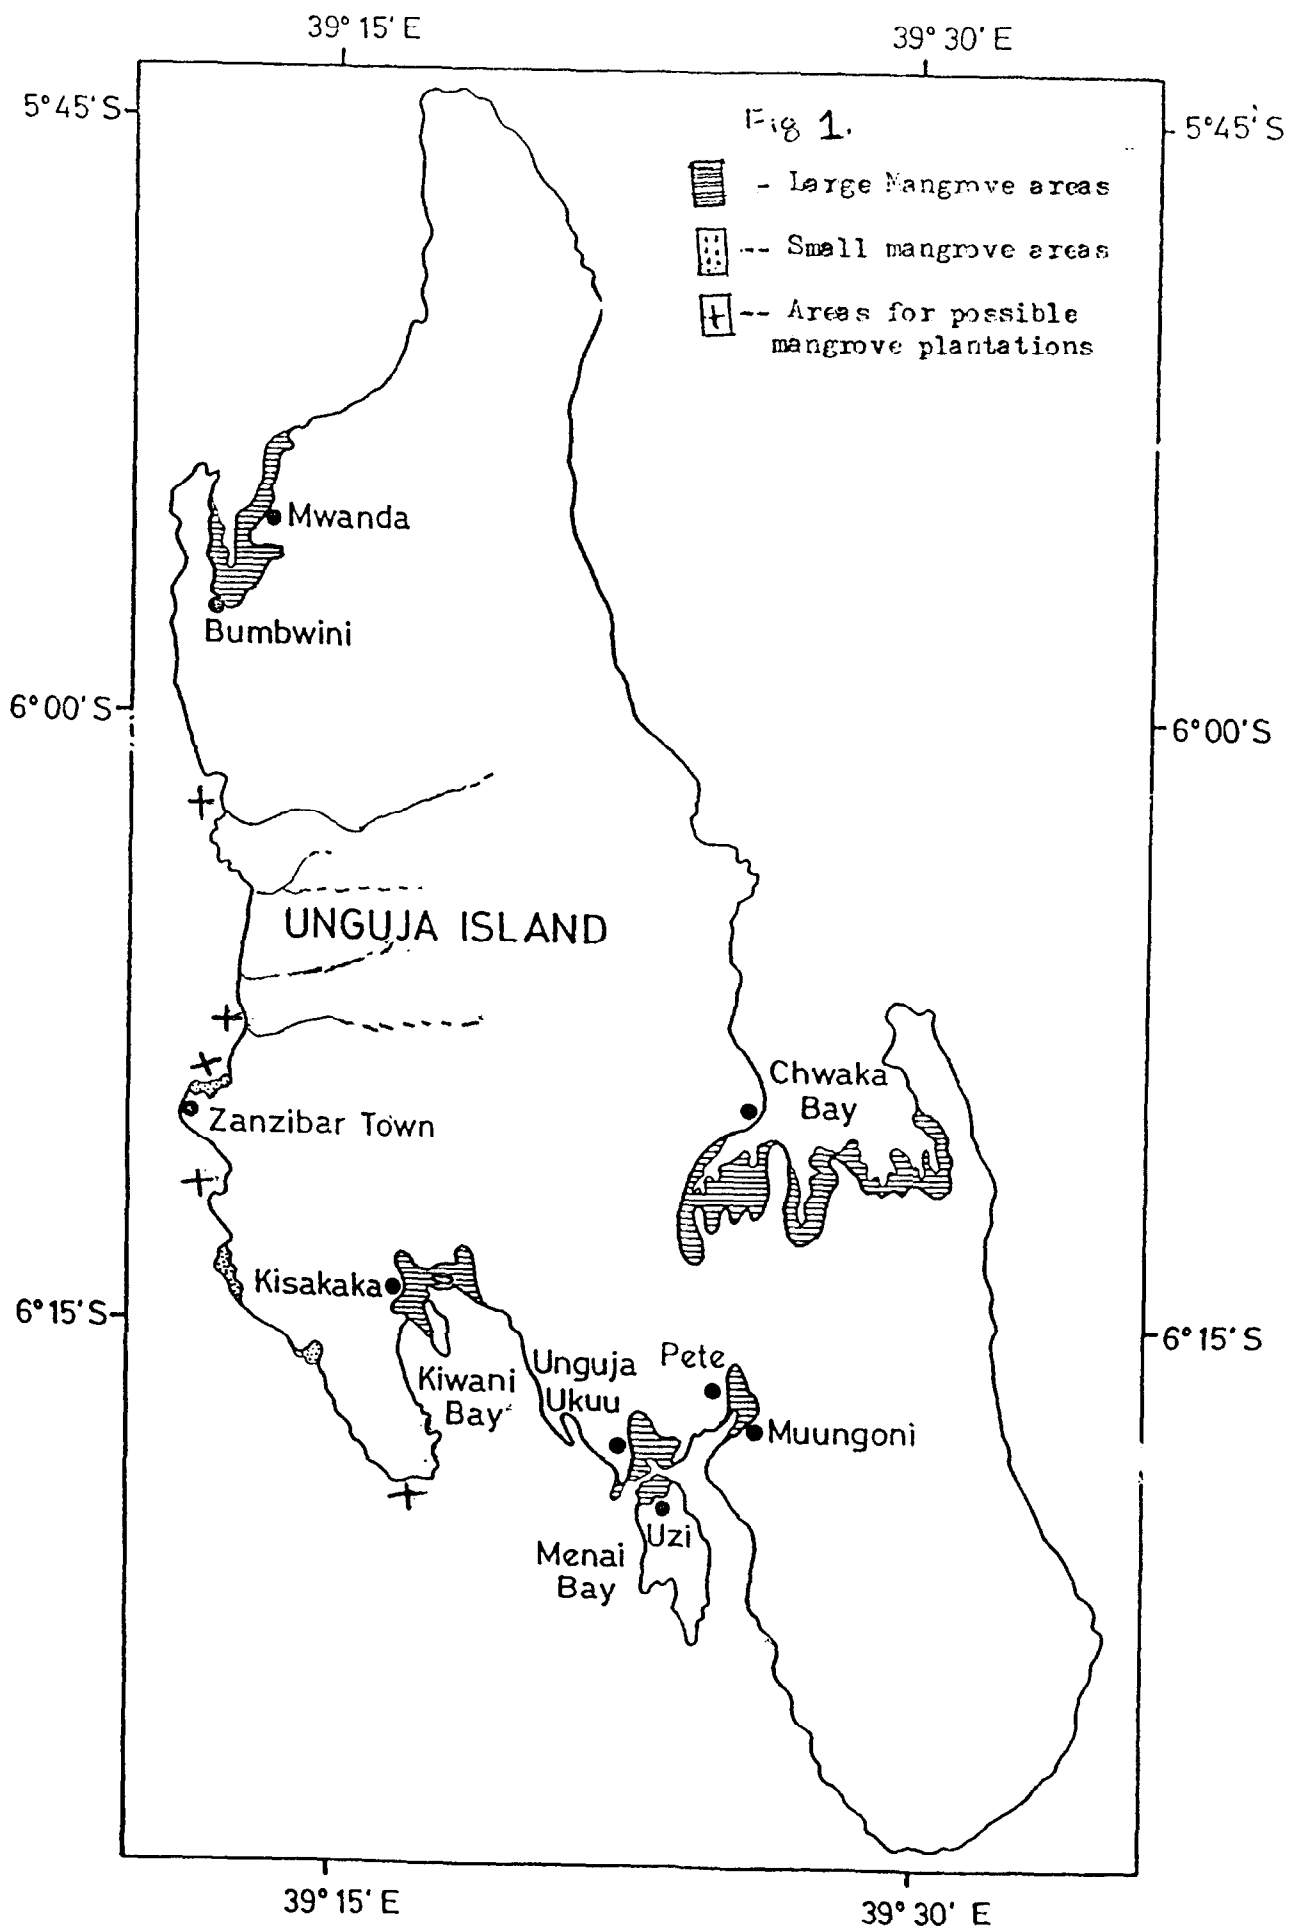 39° 15' E
39° 30' E
5° 45' S
5° 45' S
Fig 1.
- Large Mangrove areas
-- Small mangrove areas
+ -- Areas for possible
mangrove plantations
Mwanda
Bumbwini
6° 00' S
6° 00' S
UNGUJA ISLAND
Chwaka
Bay
Zanzibar Town
Kisakaka
6° 15' S
6° 15' S
Kiwani
Bay
Unguja
Ukuu
Pete
Muungoni
Uzi
Menai
Bay
39° 15' E
39° 30' E